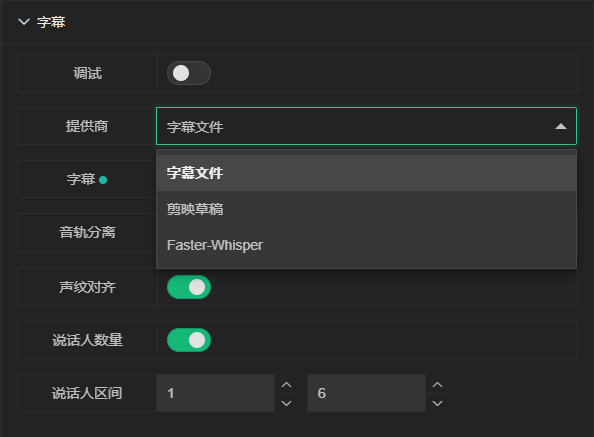 字幕
调试
提供商 字幕文件
字幕文件
字幕
剪映草稿
音轨分离
Faster-Whisper
声纹对齐
说话人数量
说话人区间 1 6